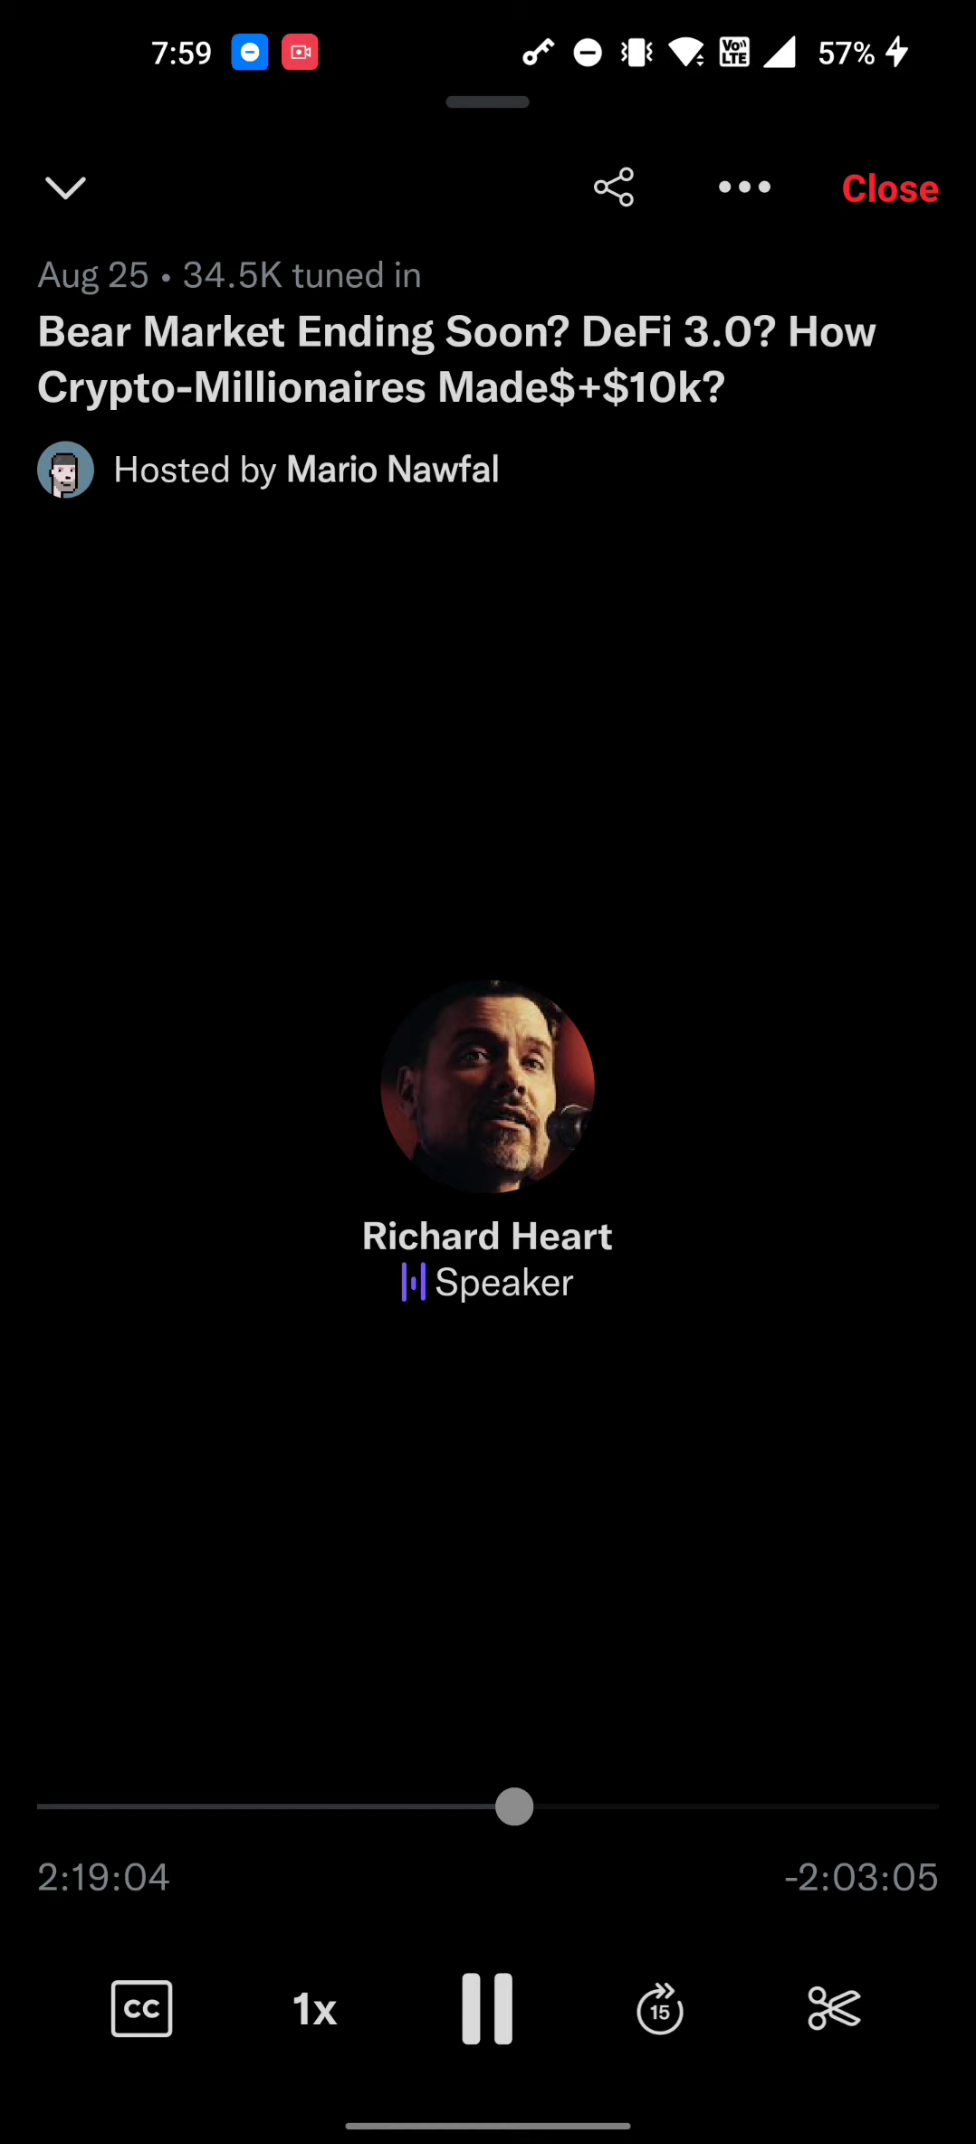 7:59
Vo))
LTE
57%
Close
Aug 25 • 34.5K tuned in
Bear Market Ending Soon? DeFi 3.0? How
Crypto-Millionaires Made$+$10k?
Hosted by Mario Nawfal
Richard Heart
Speaker
2:19:04
-2:03:05
CC
1x
15